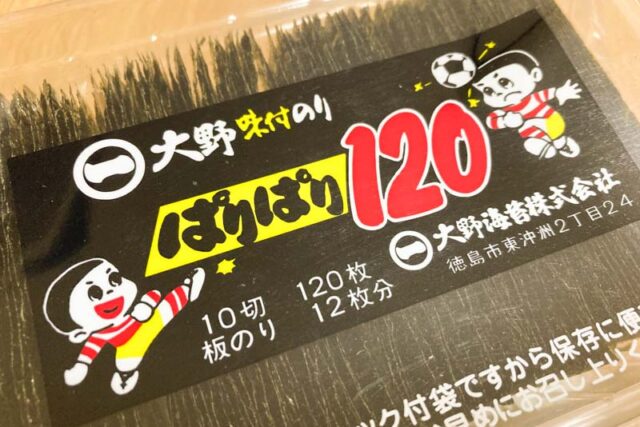 ㊀大野味付のり
ぱりぱり120
10切 120枚
板のり 12枚分
㊀大野海苔株式会社
徳島市東沖洲2丁目24
ック付袋ですから保存に便
早めにお召し上りく